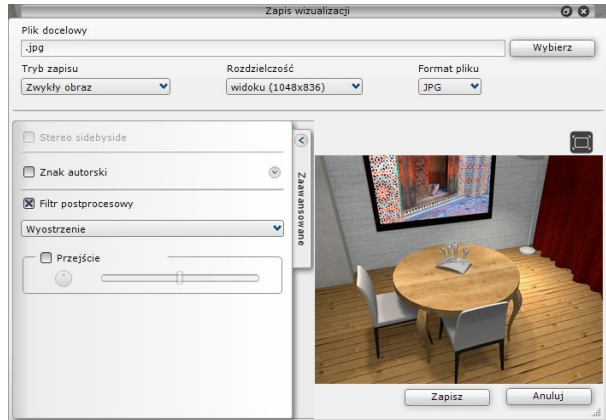 Zapis wizualizacji
Plik docelowy
.jpg
Wybierz
Tryb zapisu
Rozdzielczość
Format pliku
Zwykły obraz
widoku (1048x836)
JPG
Stereo sidebyside
Znak autorski
Filtr postprocesowy
Wyostrzenie
Przejście
Zaawansowane
Zapisz
Anuluj